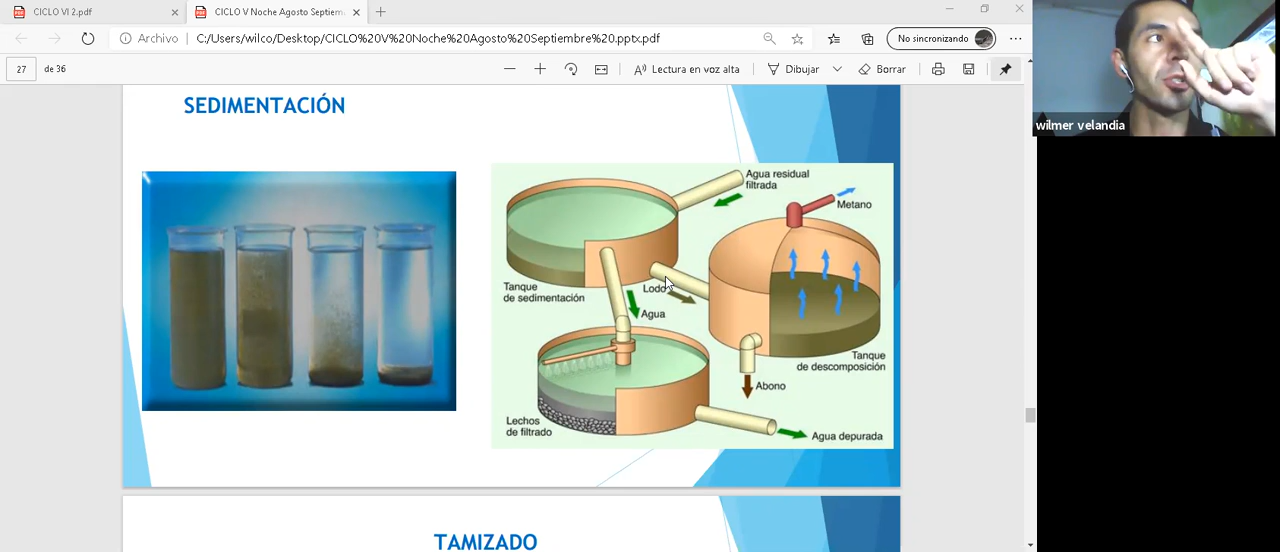 CICLO VI 2.pdf
CICLO V Noche Agosto Septiem
Archivo
C:/Users/wilco/Desktop/CICLO%20V%20Noche%20Agosto%20Septiembre%20.pptx.pdf
No sincronizando
27
de 36
Lectura en voz alta
Dibujar
Borrar
wilmer velandia
SEDIMENTACIÓN
Agua residual
filtrada
Metano
Tanque
de sedimentación
Lodo
Agua
Tanque
de descomposición
Abono
Lechos
de filtrado
Agua depurada
TAMIZADO